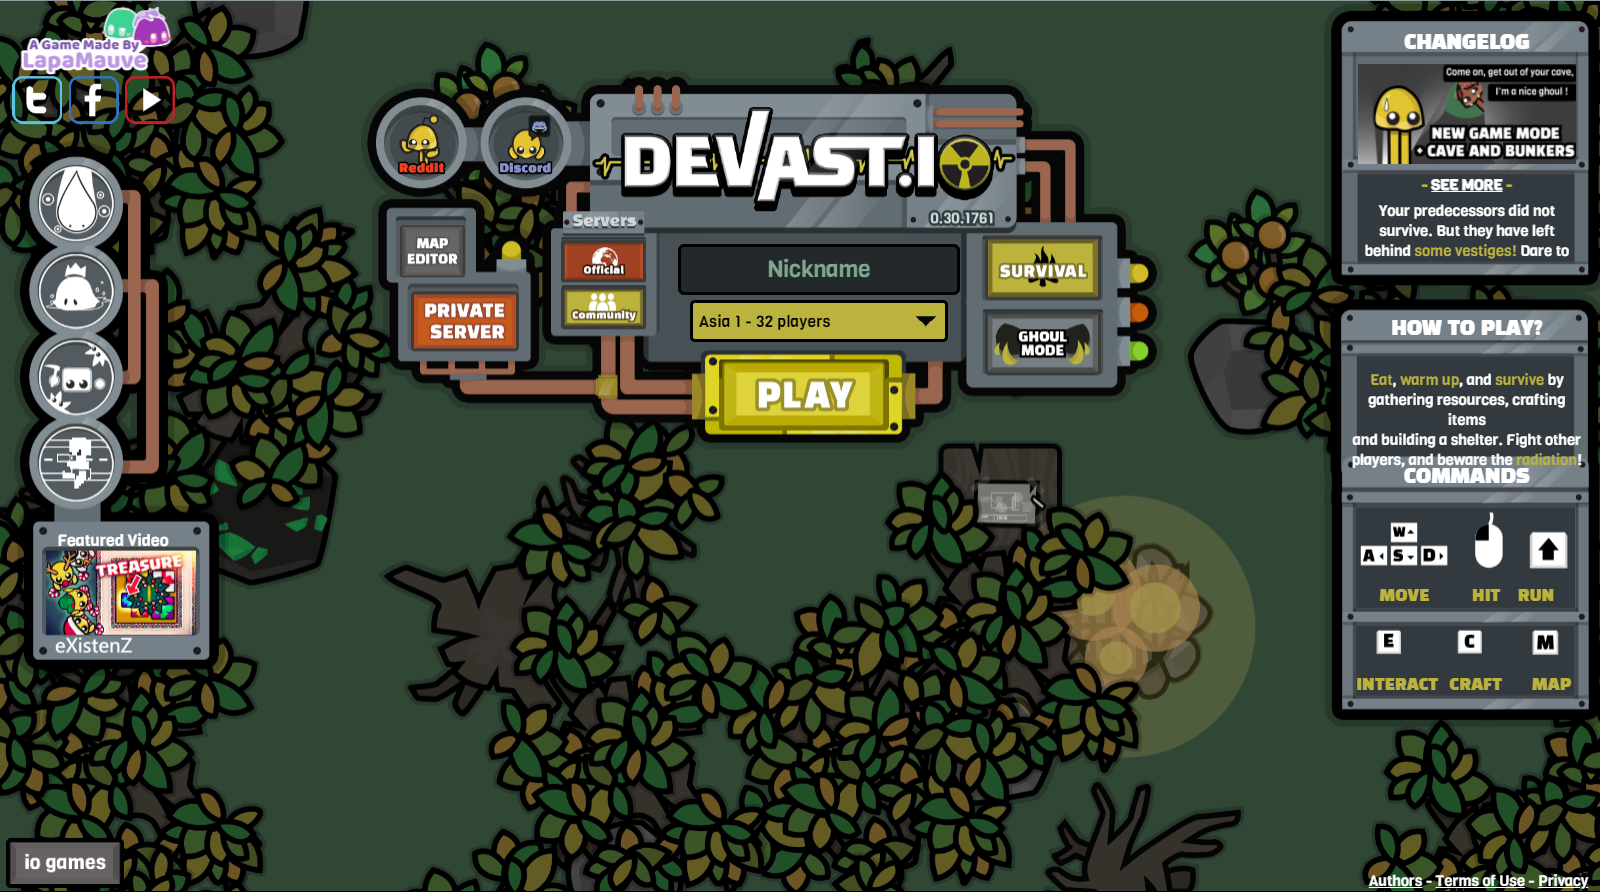 A Game Made By
LapaMauve
Reddit
Discord
DEVAST.IO
0.30.1761
MAP
EDITOR
PRIVATE
SERVER
Servers
Official
Community
Nickname
Asia 1 - 32 players
PLAY
SURVIVAL
GHOUL
MODE
Featured Video
TREASURE
eXistenZ
io games
CHANGELOG
Come on, get out of your cave,
I'm a nice ghoul !
NEW GAME MODE
+ CAVE AND BUNKERS
- SEE MORE -
Your predecessors did not
survive. But they have left
behind some vestiges! Dare to
HOW TO PLAY?
Eat, warm up, and survive by
gathering resources, crafting
items
and building a shelter. Fight other
players, and beware the radiation!
COMMANDS
W
A S D
MOVE HIT RUN
E C M
INTERACT CRAFT MAP
Authors - Terms of Use - Privacy